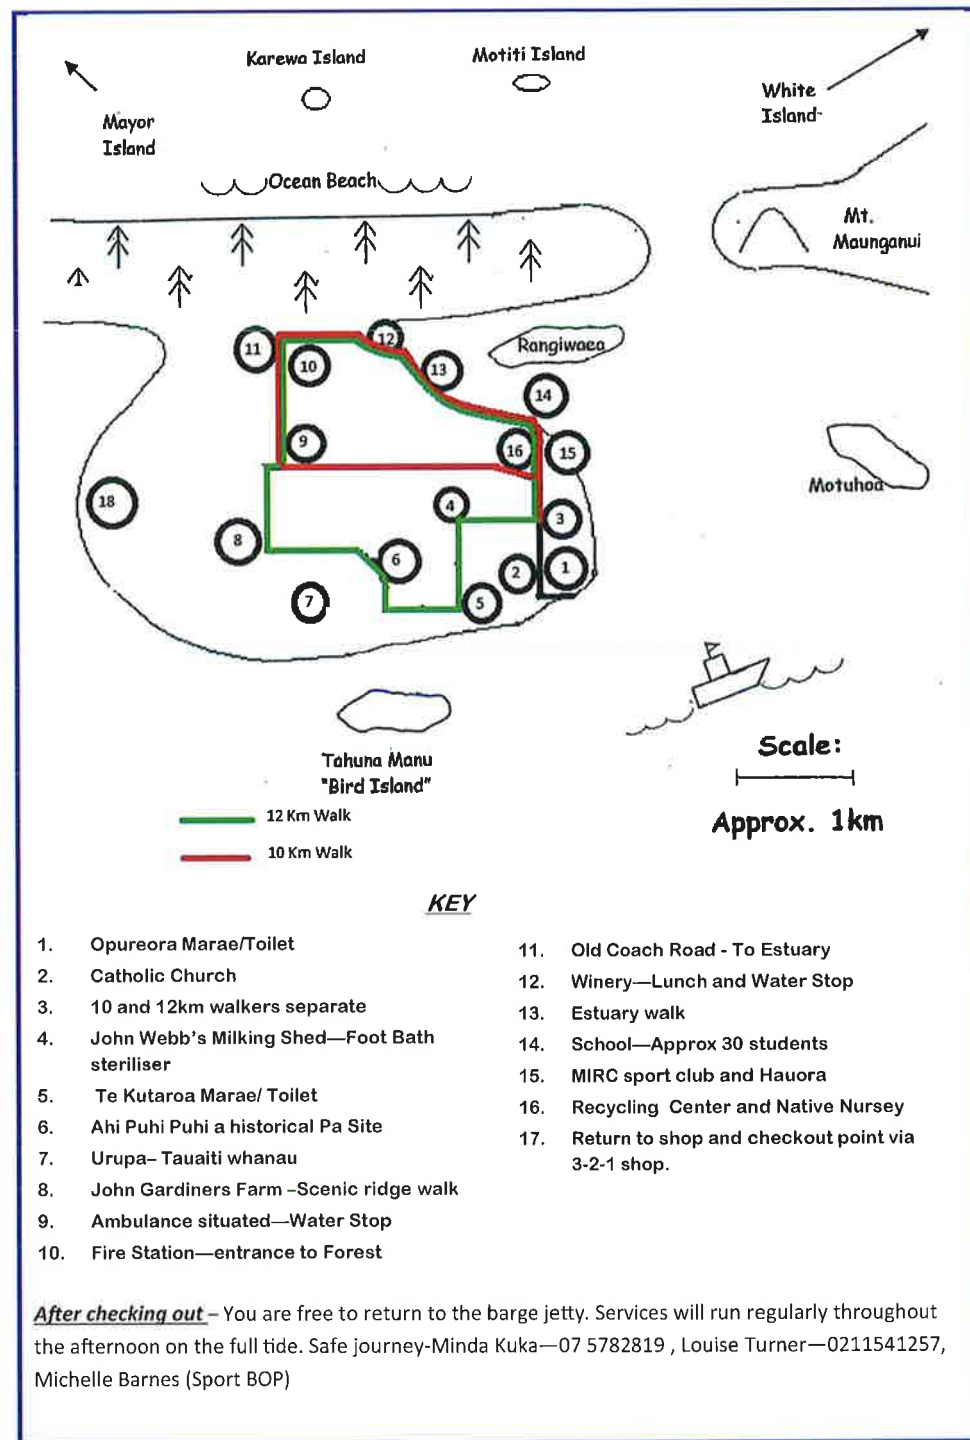 Karewa Island
Motiti Island
White
Island
Mayor
Island
Ocean Beach
Mt.
Maunganui
12
11
10
13
Rangiwaea
14
9
16
15
Motuhoa
18
4
3
8
6
2
1
7
5
Scale:
Approx. 1km
Tahuna Manu
"Bird Island"
12 Km Walk
10 Km Walk
KEY
1. Opureora Marae/Toilet
2. Catholic Church
3. 10 and 12km walkers separate
4. John Webb's Milking Shed—Foot Bath
steriliser
5. Te Kutaroa Marae/ Toilet
6. Ahi Puhi Puhi a historical Pa Site
7. Urupa– Tauaiti whanau
8. John Gardiners Farm –Scenic ridge walk
9. Ambulance situated—Water Stop
10. Fire Station—entrance to Forest
11. Old Coach Road - To Estuary
12. Winery—Lunch and Water Stop
13. Estuary walk
14. School—Approx 30 students
15. MIRC sport club and Hauora
16. Recycling Center and Native Nursey
17. Return to shop and checkout point via
3-2-1 shop.
After checking out – You are free to return to the barge jetty. Services will run regularly throughout
the afternoon on the full tide. Safe journey-Minda Kuka—07 5782819 , Louise Turner—0211541257,
Michelle Barnes (Sport BOP)